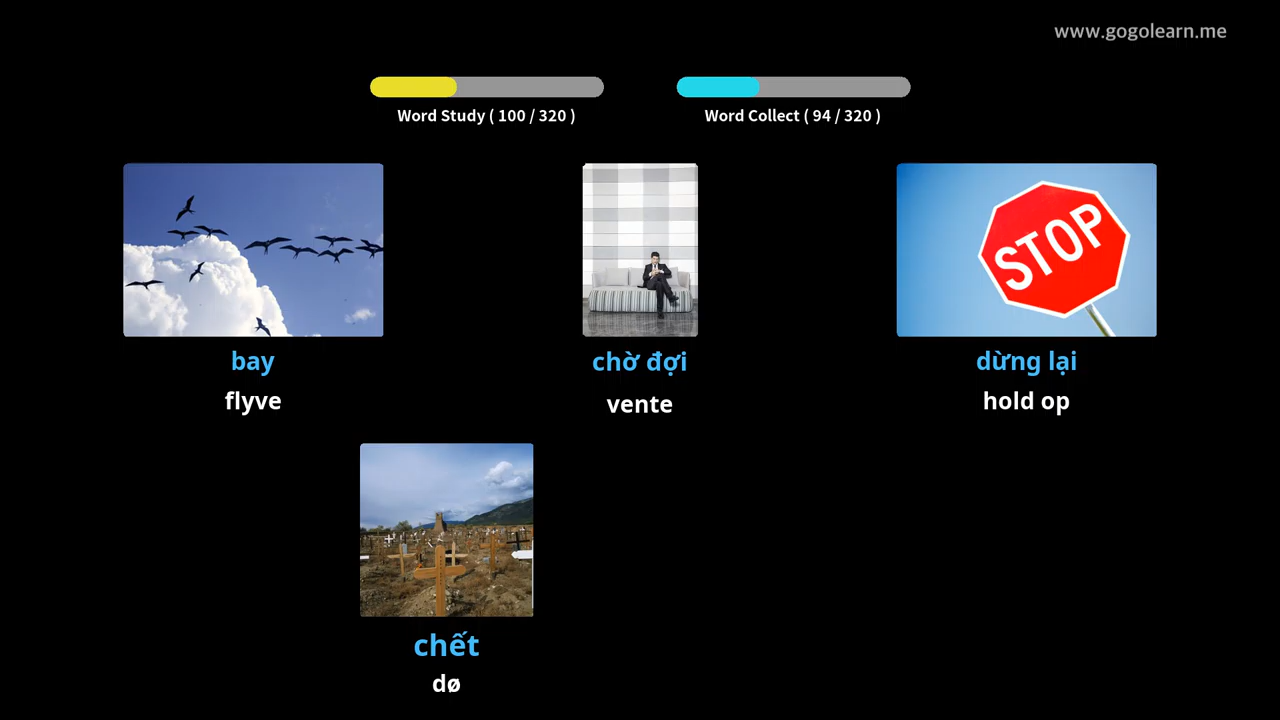 www.gogolearn.me
Word Study ( 100 / 320 )
Word Collect ( 94 / 320 )
STOP
bay
flyve
chờ đợi
vente
dừng lại
hold op
chết
dø